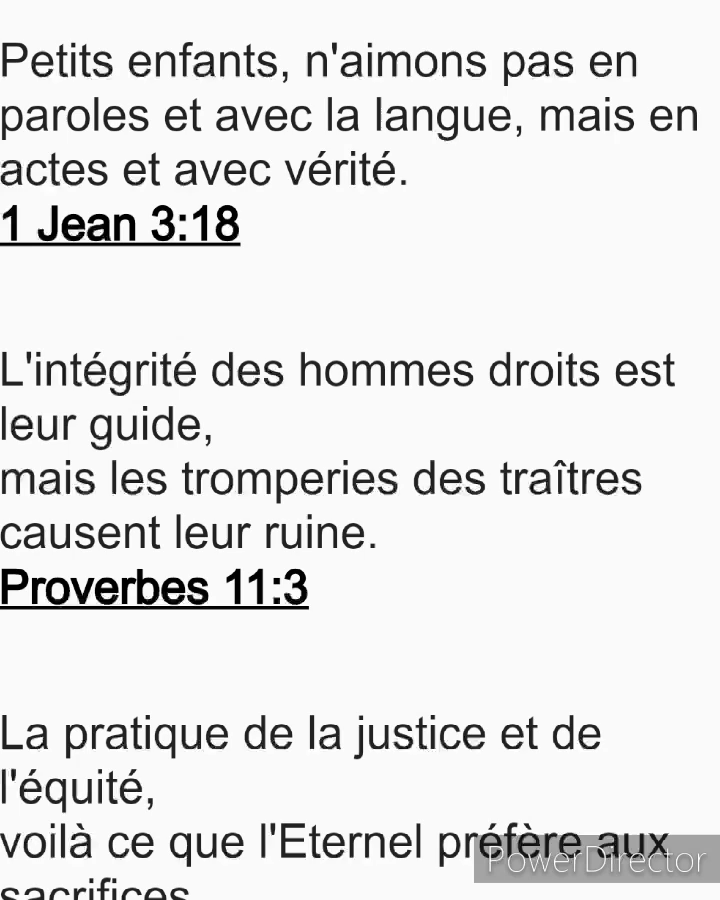 Petits enfants, n'aimons pas en
paroles et avec la langue, mais en
actes et avec vérité.
1 Jean 3:18
L'intégrité des hommes droits est
leur guide,
mais les tromperies des traîtres
causent leur ruine.
Proverbes 11:3
La pratique de la justice et de
l'équité,
voilà ce que l'Eternel préfère aux
PowerDirector
sacrifices